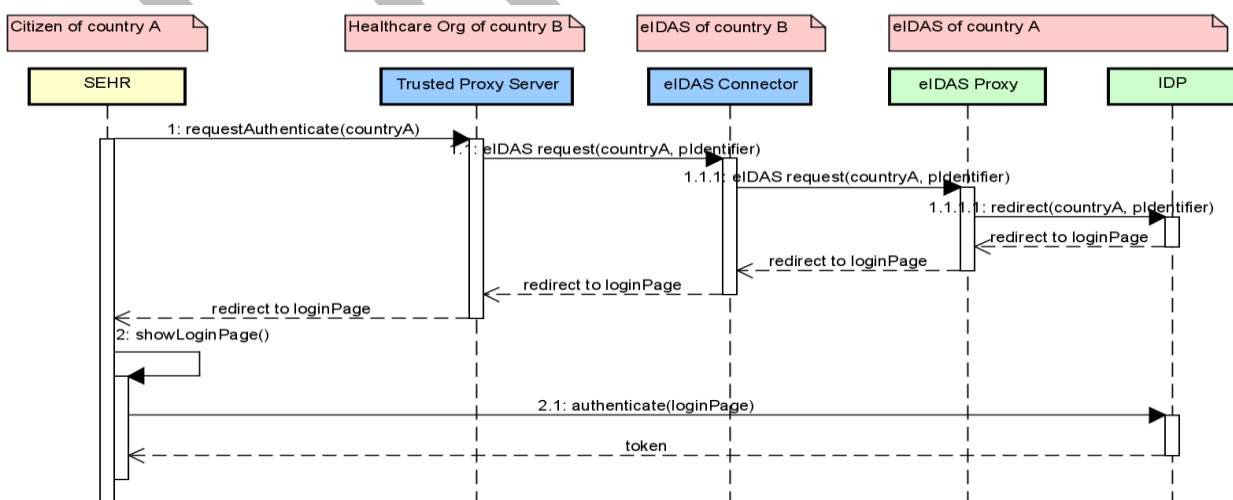 Citizen of country A
Healthcare Org of country B
eIDAS of country B
eIDAS of country A
SEHR
Trusted Proxy Server
eIDAS Connector
eIDAS Proxy
IDP
1: requestAuthenticate(countryA)
1.1: eIDAS request(countryA, pIdentifier)
1.1.1: eIDAS request(countryA, pIdentifier)
1.1.1.1: redirect(countryA, pIdentifier)
redirect to loginPage
redirect to loginPage
redirect to loginPage
redirect to loginPage
2: showLoginPage()
2.1: authenticate(loginPage)
token